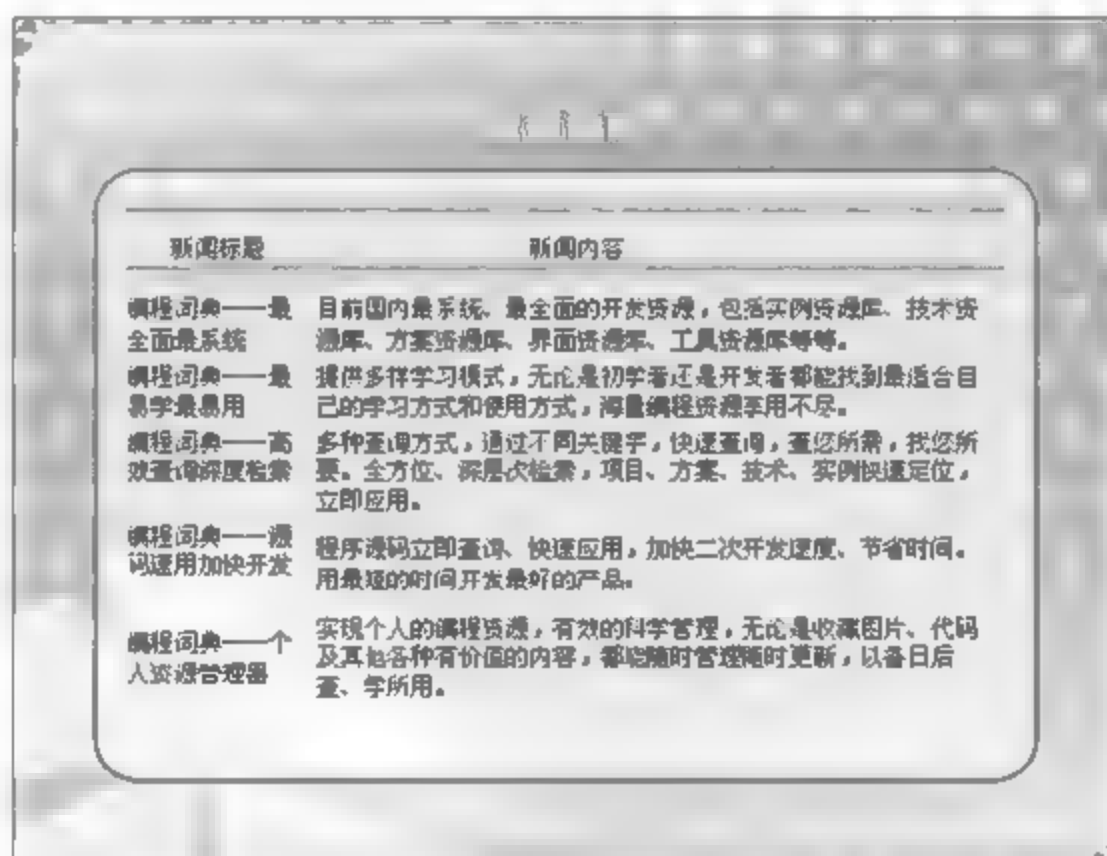 新闻标题 新闻内容
编程词典——最 目前国内最系统、最全面的开发资源，包括实例资源库、技术资
全面最系统 源库、方案资源库、界面资源库、工具资源库等等。
编程词典——最 提供多样学习模式，无论是初学者还是开发者都能找到最适合自
易学最易用 己的学习方式和使用方式，海量编程资源享用不尽。
编程词典——高 多种查询方式，通过不同关键字，快速查询，查您所需，找您所
效查询深度检索 要。全方位、深层次检索，项目、方案、技术、实例快速定位，
立即应用。
编程词典——源 程序源码立即查询、快速应用，加快二次开发速度、节省时间。
码速用加快开发 用最短的时间开发最好的产品。
编程词典——个 实现个人的编程资源，有效的科学管理，无论是收藏图片、代码
人资源管理器 及其他各种有价值的内容，都能随时管理随时更新，以备日后
查、学所用。